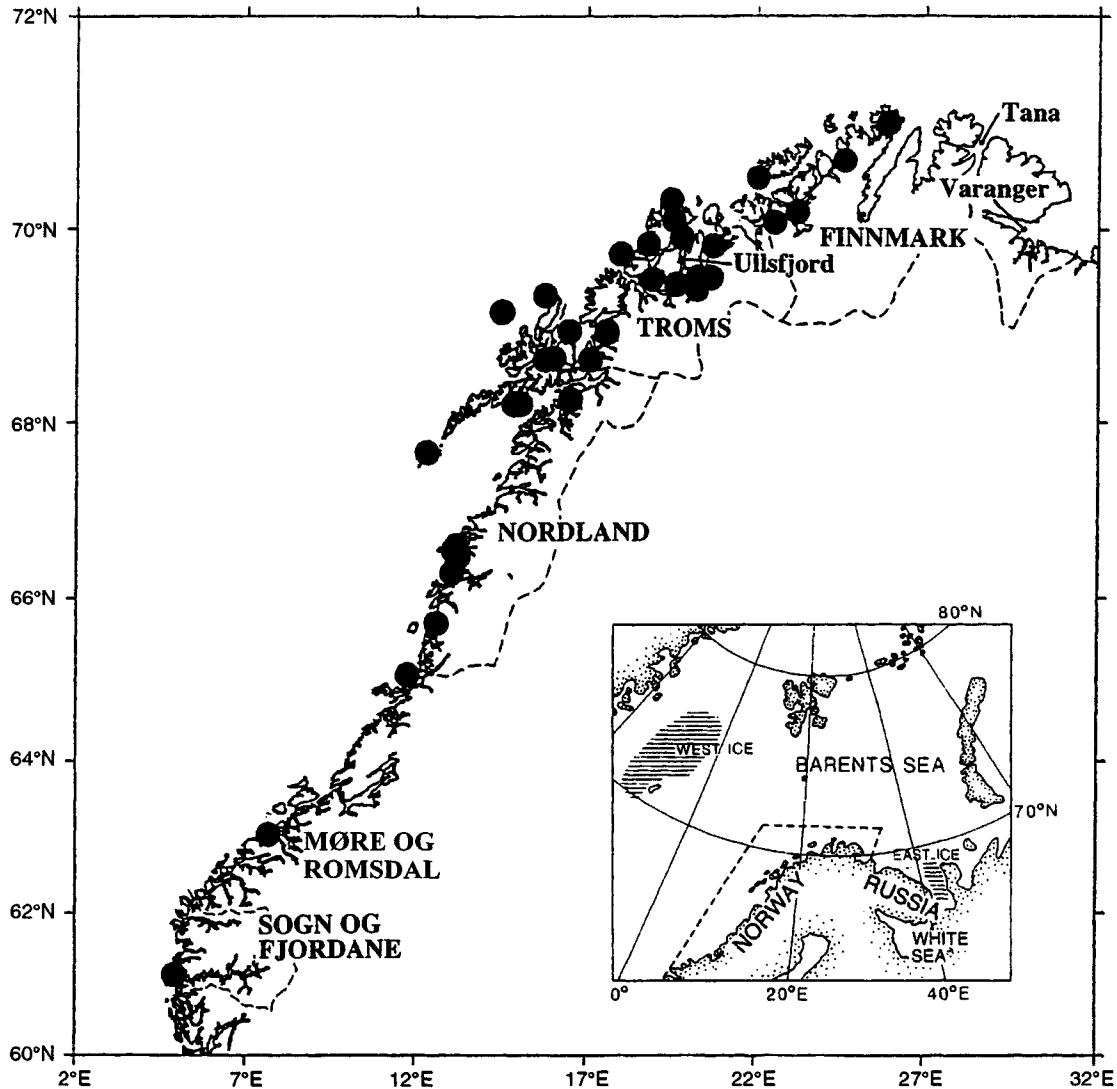 72°N
Tana
Varanger
70°N
FINNMARK
Ullsfjord
TROMS
68°N
NORDLAND
66°N
80°N
64°N
WEST ICE
BARENTS SEA
70°N
MØRE OG
ROMSDAL
EAST ICE
NORWAY
RUSSIA
62°N
SOGN OG
FJORDANE
WHITE
SEA
0°
20°E
40°E
60°N
2°E
7°E
12°E
17°E
22°E
27°E
32°E